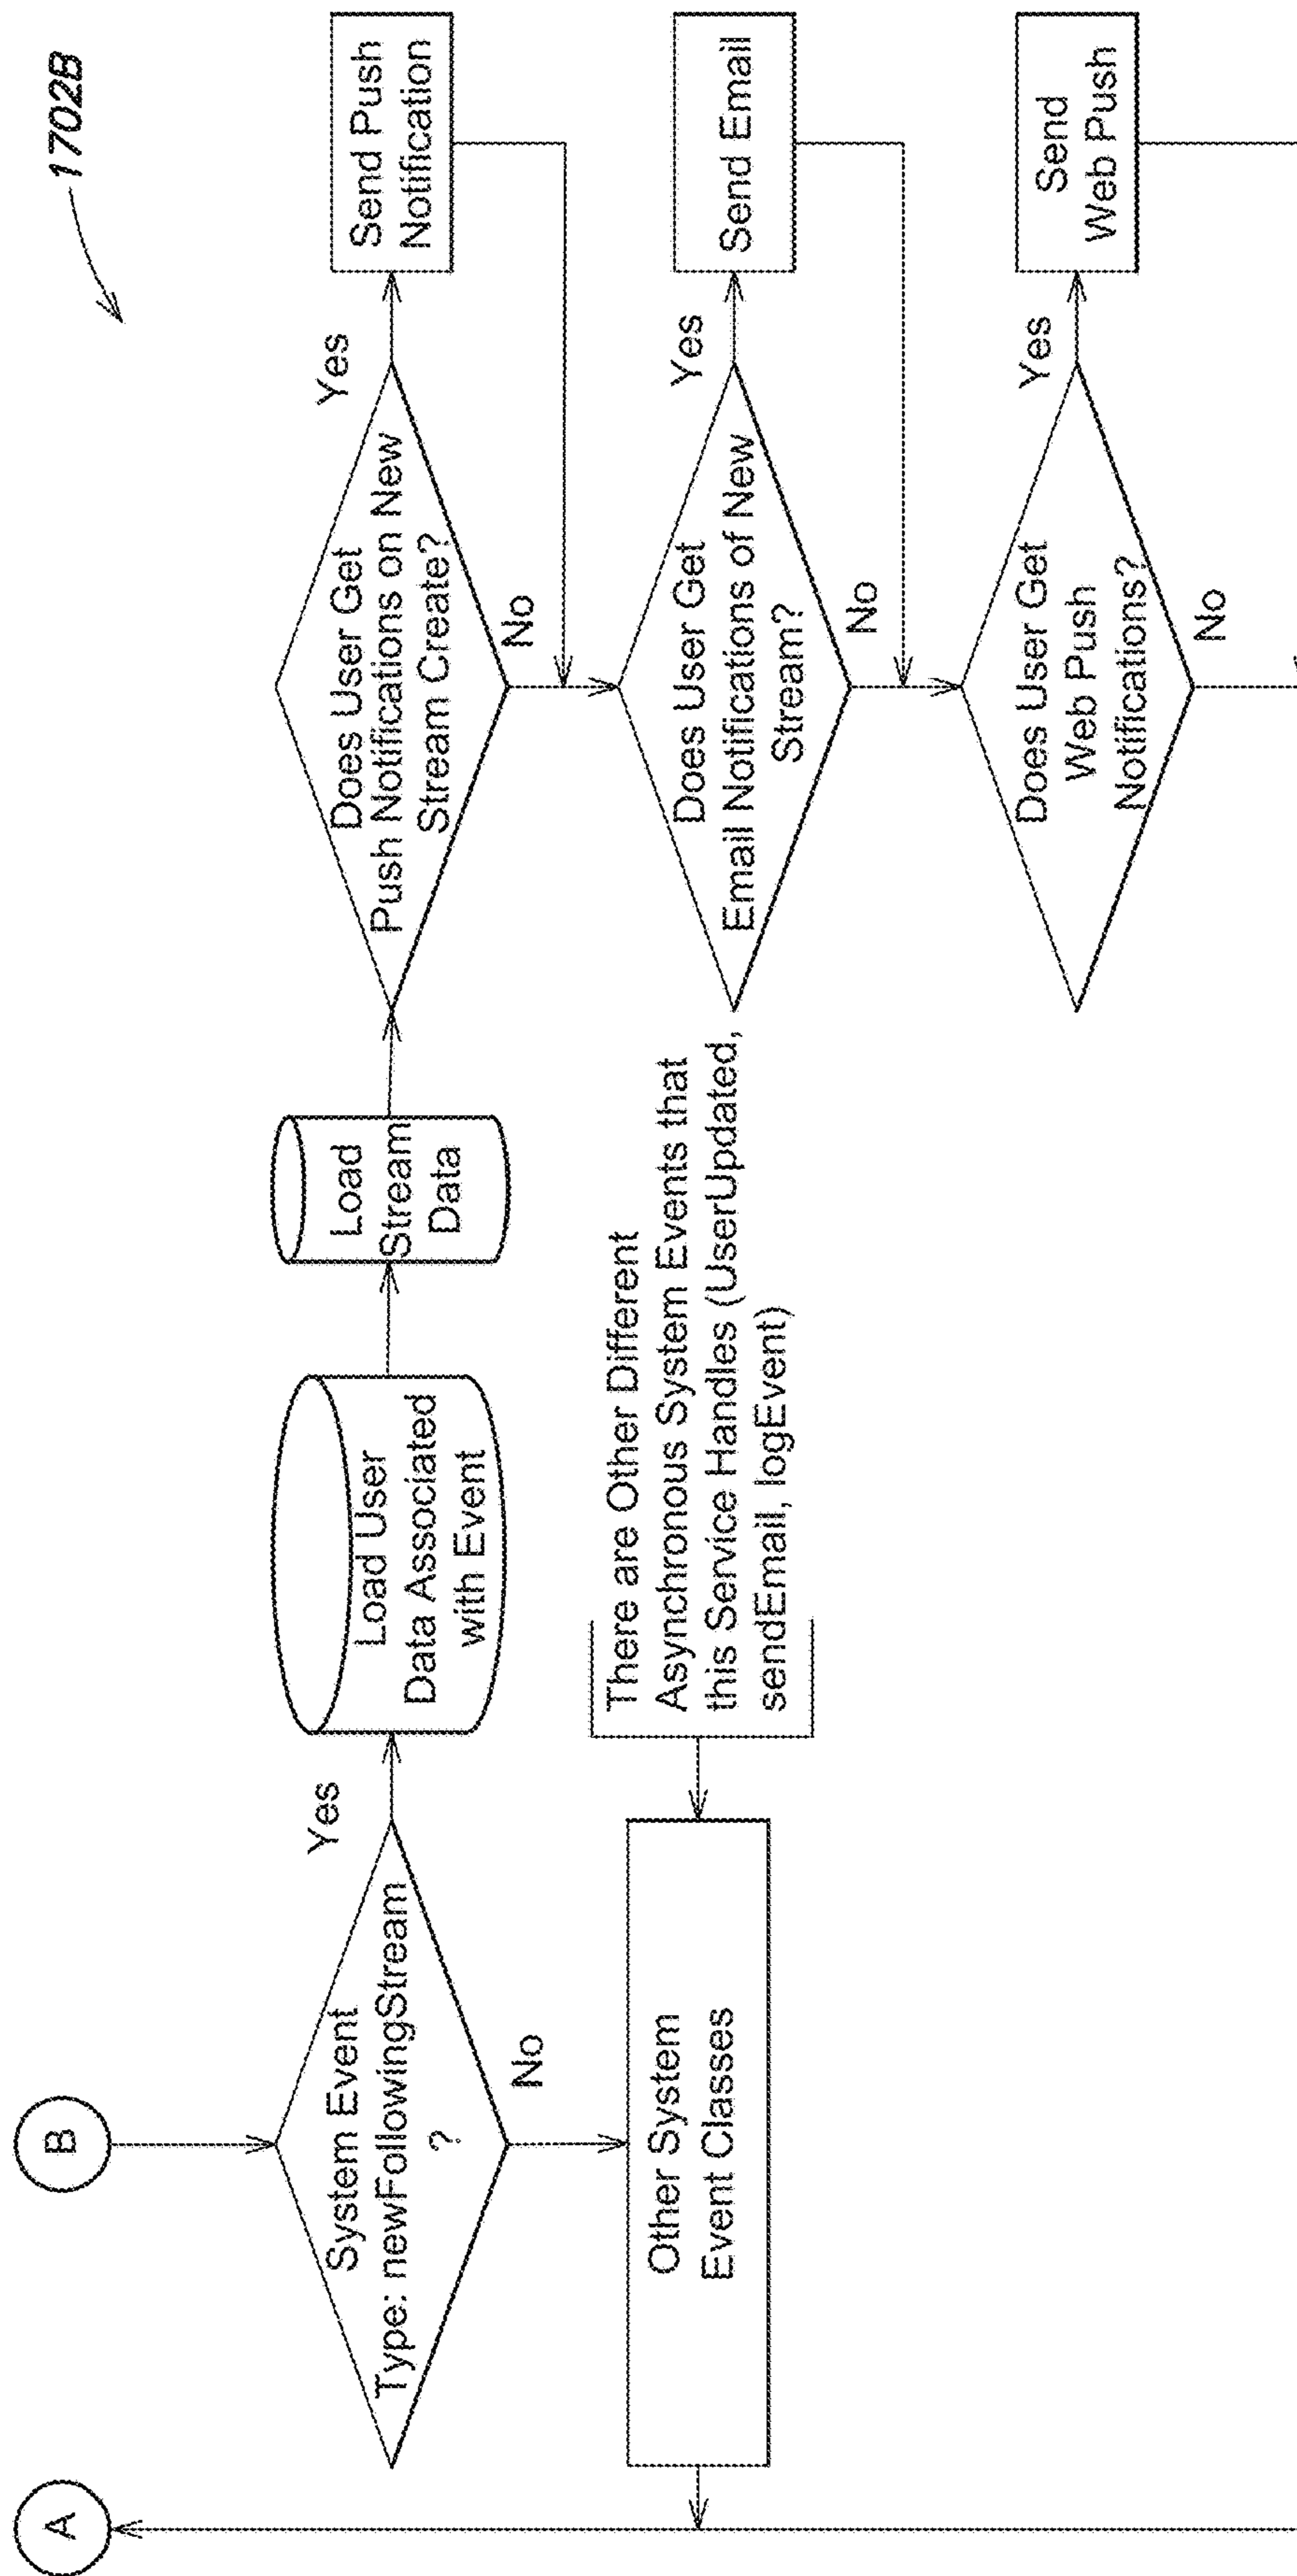 1702B
A
B
System Event
Type: newFollowingStream
?
Yes
No
Load User
Data Associated
with Event
Load
Stream
Data
Does User Get
Push Notifications on New
Stream Create?
Yes
No
Send Push
Notification
Other System
Event Classes
There are Other Different
Asynchronous System Events that
this Service Handles (UserUpdated,
sendEmail, logEvent)
Does User Get
Email Notifications of New
Stream?
Yes
No
Send Email
Does User Get
Web Push
Notifications?
Yes
No
Send
Web Push